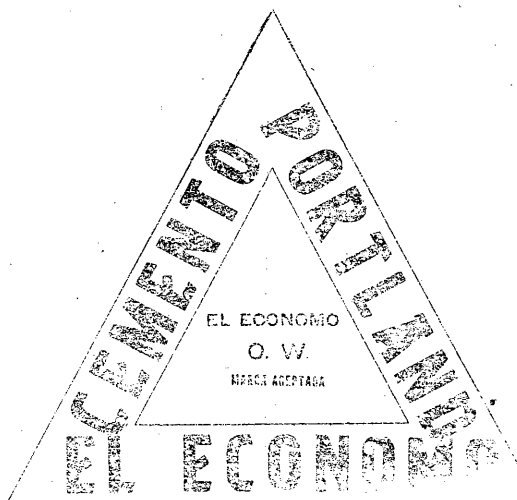 CEMENTO
PORTLAND
EL ECONOMO
O. W.
MARCA ACEPTADA
EL ECONOMO